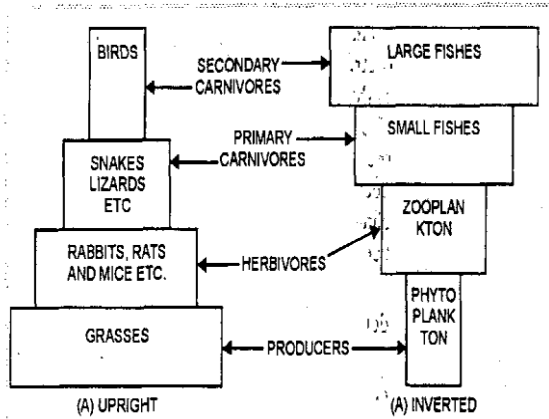 BIRDS
SNAKES
LIZARDS
ETC
RABBITS, RATS
AND MICE ETC.
GRASSES
(A) UPRIGHT
SECONDARY
CARNIVORES
PRIMARY
CARNIVORES
HERBIVORES
PRODUCERS
LARGE FISHES
SMALL FISHES
ZOOPLAN
KTON
PHYTO
PLANK
TON
(A) INVERTED